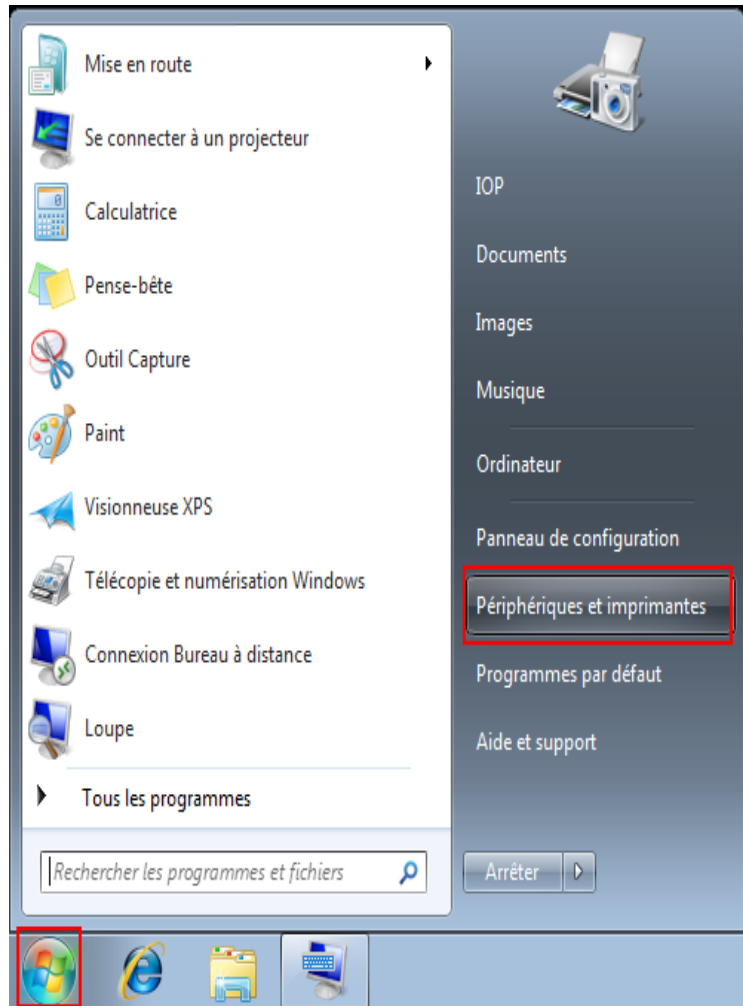 Mise en route
Se connecter à un projecteur
Calculatrice
Pense-bête
Outil Capture
Paint
Visionneuse XPS
Télécopie et numérisation Windows
Connexion Bureau à distance
Loupe
Tous les programmes
Rechercher les programmes et fichiers
IOP
Documents
Images
Musique
Ordinateur
Panneau de configuration
Périphériques et imprimantes
Programmes par défaut
Aide et support
Arrêter